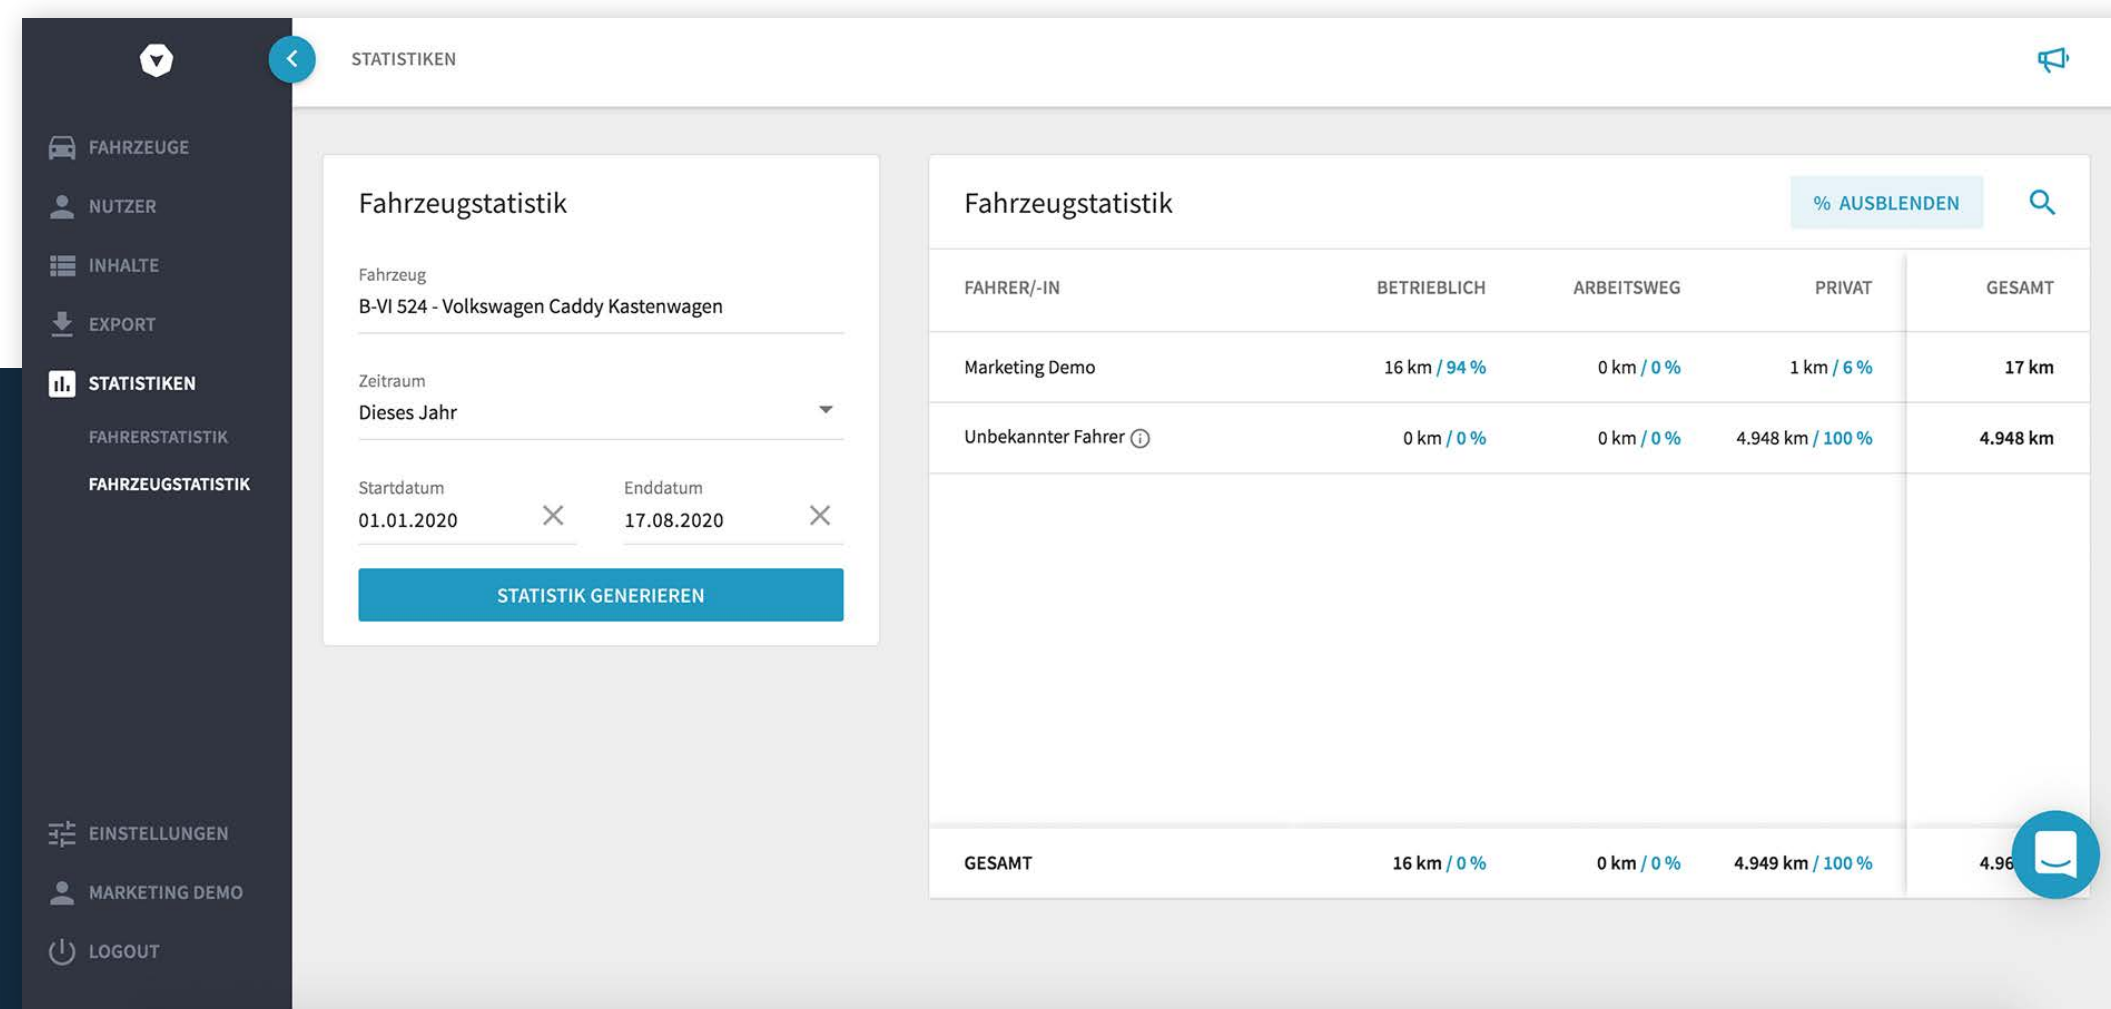 STATISTIKEN
FAHRZEUGE
NUTZER
INHALTE
EXPORT
STATISTIKEN
FAHRERSTATISTIK
FAHRZEUGSTATISTIK
EINSTELLUNGEN
MARKETING DEMO
LOGOUT
Fahrzeugstatistik
Fahrzeug
B-VI 524 - Volkswagen Caddy Kastenwagen
Zeitraum
Dieses Jahr
Startdatum Enddatum
01.01.2020 17.08.2020
STATISTIK GENERIEREN
Fahrzeugstatistik % AUSBLENDEN
FAHRER/-IN BETRIEBLICH ARBEITSWEG PRIVAT GESAMT
Marketing Demo 16 km / 94 % 0 km / 0 % 1 km / 6 % 17 km
Unbekannter Fahrer 0 km / 0 % 0 km / 0 % 4.948 km / 100 % 4.948 km
GESAMT 16 km / 0 % 0 km / 0 % 4.949 km / 100 %